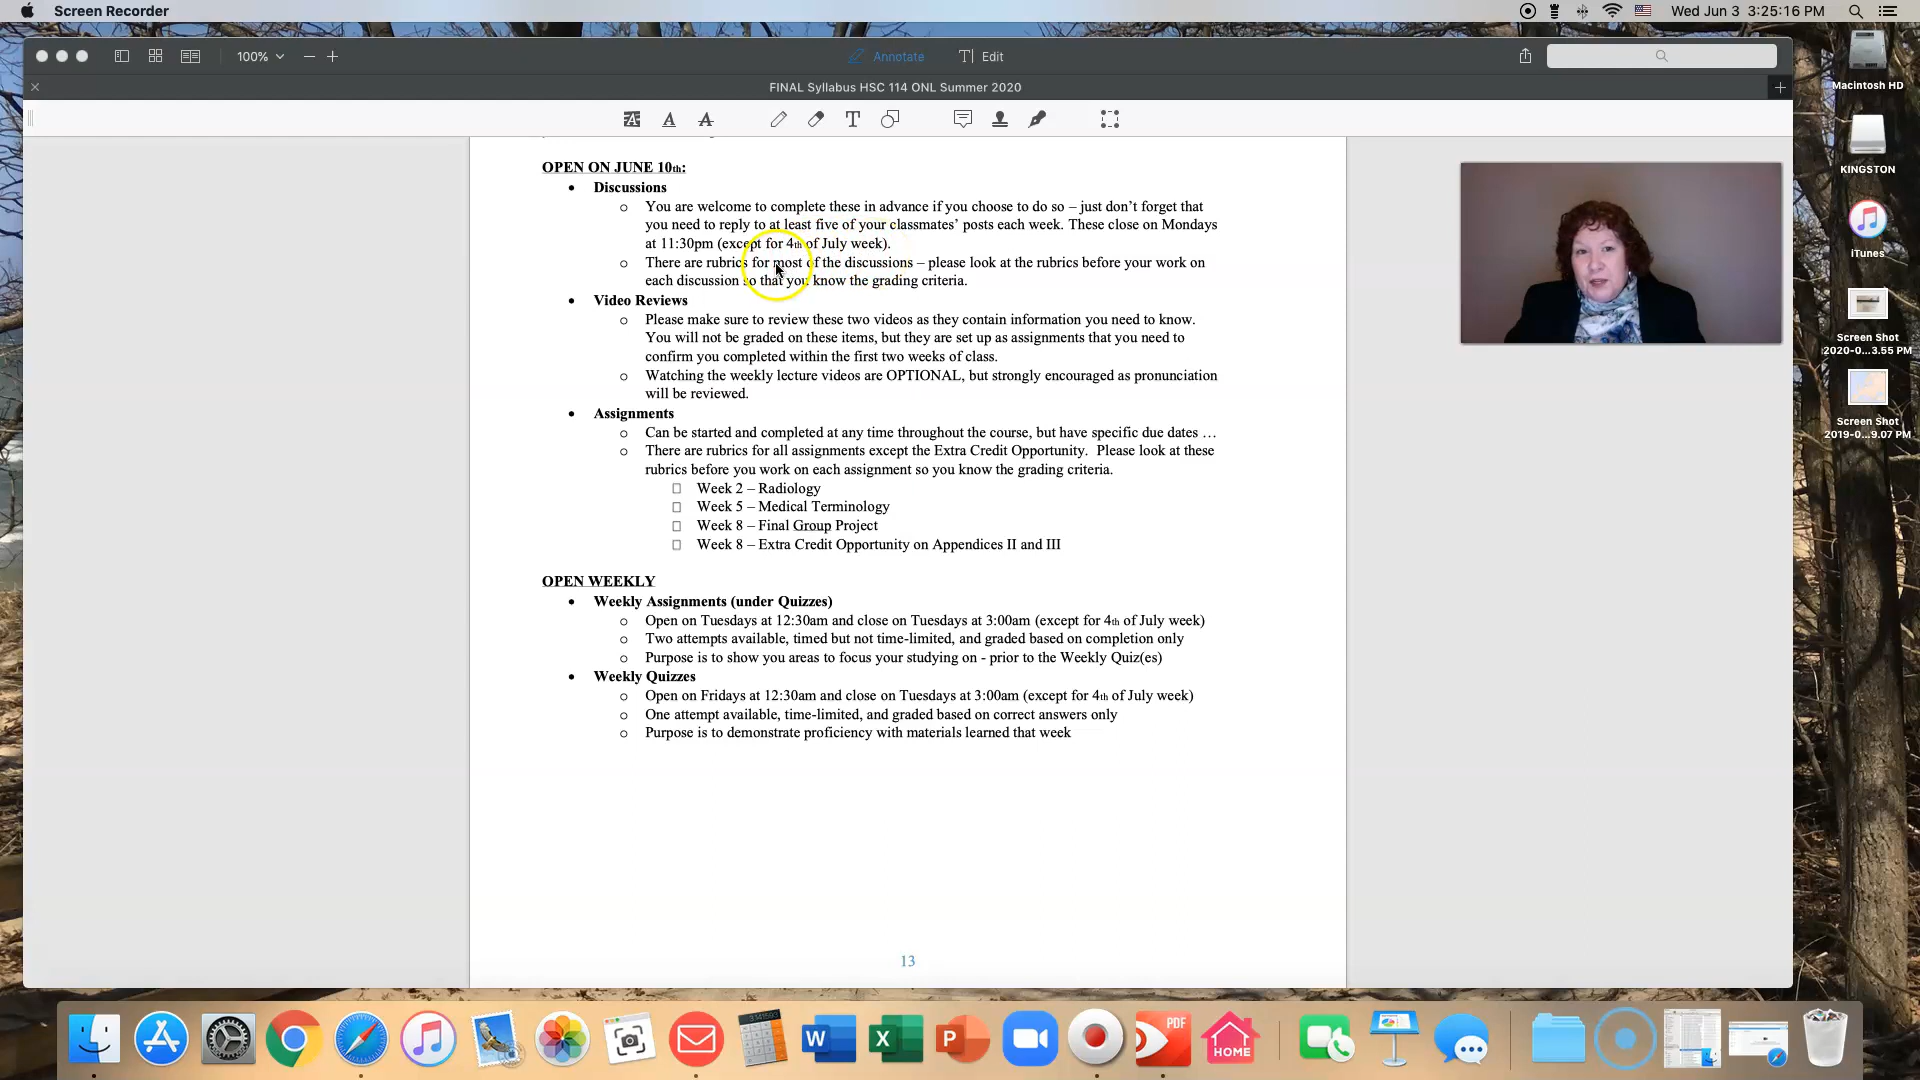 Screen Recorder
Wed Jun 3 3:25:16 PM
100%
Annotate
Edit
FINAL Syllabus HSC 114 ONL Summer 2020
OPEN ON JUNE 10th:
• Discussions
o You are welcome to complete these in advance if you choose to do so – just don’t forget that
you need to reply to at least five of your classmates’ posts each week. These close on Mondays
at 11:30pm (except for 4th of July week).
o There are rubrics for most of the discussions – please look at the rubrics before your work on
each discussion so that you know the grading criteria.
• Video Reviews
o Please make sure to review these two videos as they contain information you need to know.
You will not be graded on these items, but they are set up as assignments that you need to
confirm you completed within the first two weeks of class.
o Watching the weekly lecture videos are OPTIONAL, but strongly encouraged as pronunciation
will be reviewed.
• Assignments
o Can be started and completed at any time throughout the course, but have specific due dates …
o There are rubrics for all assignments except the Extra Credit Opportunity. Please look at these
rubrics before you work on each assignment so you know the grading criteria.
Week 2 – Radiology
Week 5 – Medical Terminology
Week 8 – Final Group Project
Week 8 – Extra Credit Opportunity on Appendices II and III
OPEN WEEKLY
• Weekly Assignments (under Quizzes)
o Open on Tuesdays at 12:30am and close on Tuesdays at 3:00am (except for 4th of July week)
o Two attempts available, timed but not time-limited, and graded based on completion only
o Purpose is to show you areas to focus your studying on - prior to the Weekly Quiz(es)
• Weekly Quizzes
o Open on Fridays at 12:30am and close on Tuesdays at 3:00am (except for 4th of July week)
o One attempt available, time-limited, and graded based on correct answers only
o Purpose is to demonstrate proficiency with materials learned that week
13
Macintosh HD
KINGSTON
iTunes
Screen Shot
2020-0...3.55 PM
Screen Shot
2019-0...9.07 PM
W
X
P
PDF
HOME